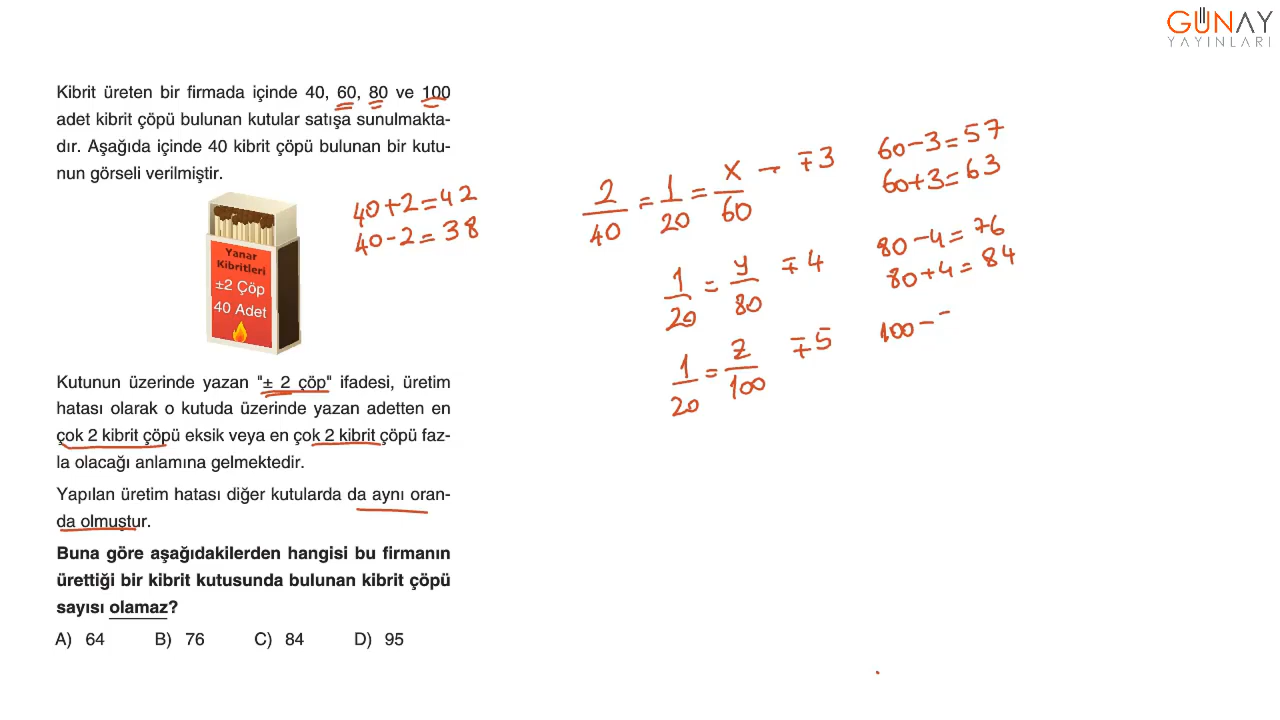 GÜNAY
YAYINLARI
Kibrit üreten bir firmada içinde 40, 60, 80 ve 100
adet kibrit çöpü bulunan kutular satışa sunulmakta-
dır. Aşağıda içinde 40 kibrit çöpü bulunan bir kutu-
nun görseli verilmiştir.
Yanar
Kibritleri
±2 Çöp
40 Adet
40+2=42
40-2=38
Kutunun üzerinde yazan "± 2 çöp" ifadesi, üretim
hatası olarak o kutuda üzerinde yazan adetten en
çok 2 kibrit çöpü eksik veya en çok 2 kibrit çöpü faz-
la olacağı anlamına gelmektedir.
Yapılan üretim hatası diğer kutularda da aynı oran-
da olmuştur.
Buna göre aşağıdakilerden hangisi bu firmanın
ürettiği bir kibrit kutusunda bulunan kibrit çöpü
sayısı olamaz?
A) 64 B) 76 C) 84 D) 95
2/40 = 1/20 = x/60 → ∓3
60-3=57
60+3=63
1/20 = y/80 ∓4
80-4=76
80+4=84
1/20 = z/100 ∓5
100-